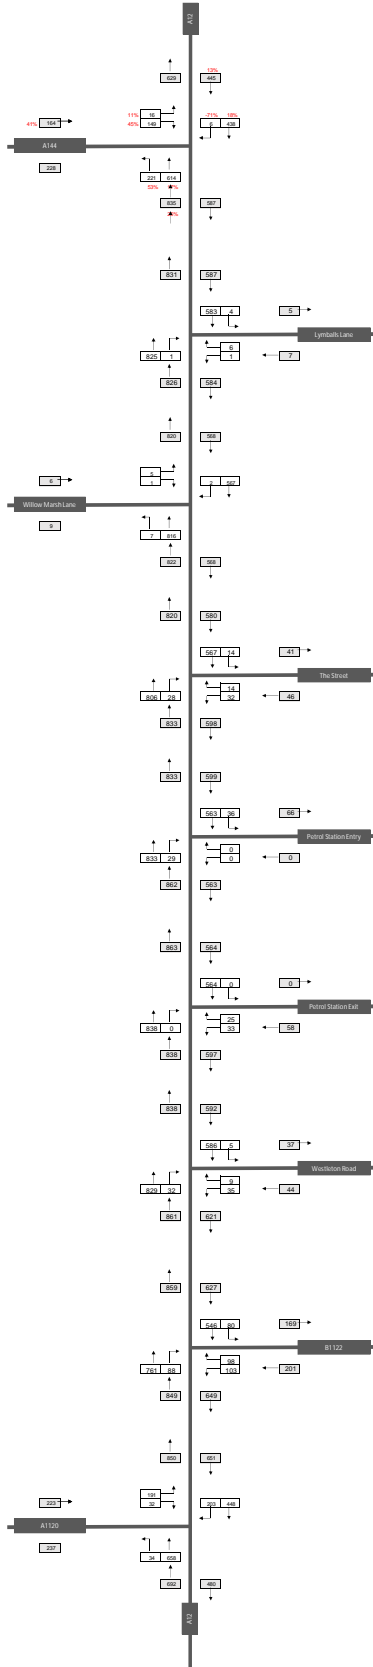 A12
629
13%
445
11% 16
-71% 18%
41% 164
45% 149
6 438
A144
228
221 614
53%
835 587
831 587
583 4 5
Lymballs Lane
825 1 6
1 7
826 584
820 568
6 5
1 2 567
Willow Marsh Lane
9
7 816
822 568
820 580
567 14 41
The Street
806 28 14
32 46
833 598
833 599
563 36 66
Petrol Station Entry
833 29 0
0 0
862 563
863 564
564 0 0
Petrol Station Exit
838 0 25
33 58
838 597
838 592
586 5 37
Westleton Road
829 32 9
35 44
861 621
859 627
546 80 169
B1122
761 88 98
103 201
849 649
850 651
223 191
32 203 448
A1120
237
34 658
692 480
A12